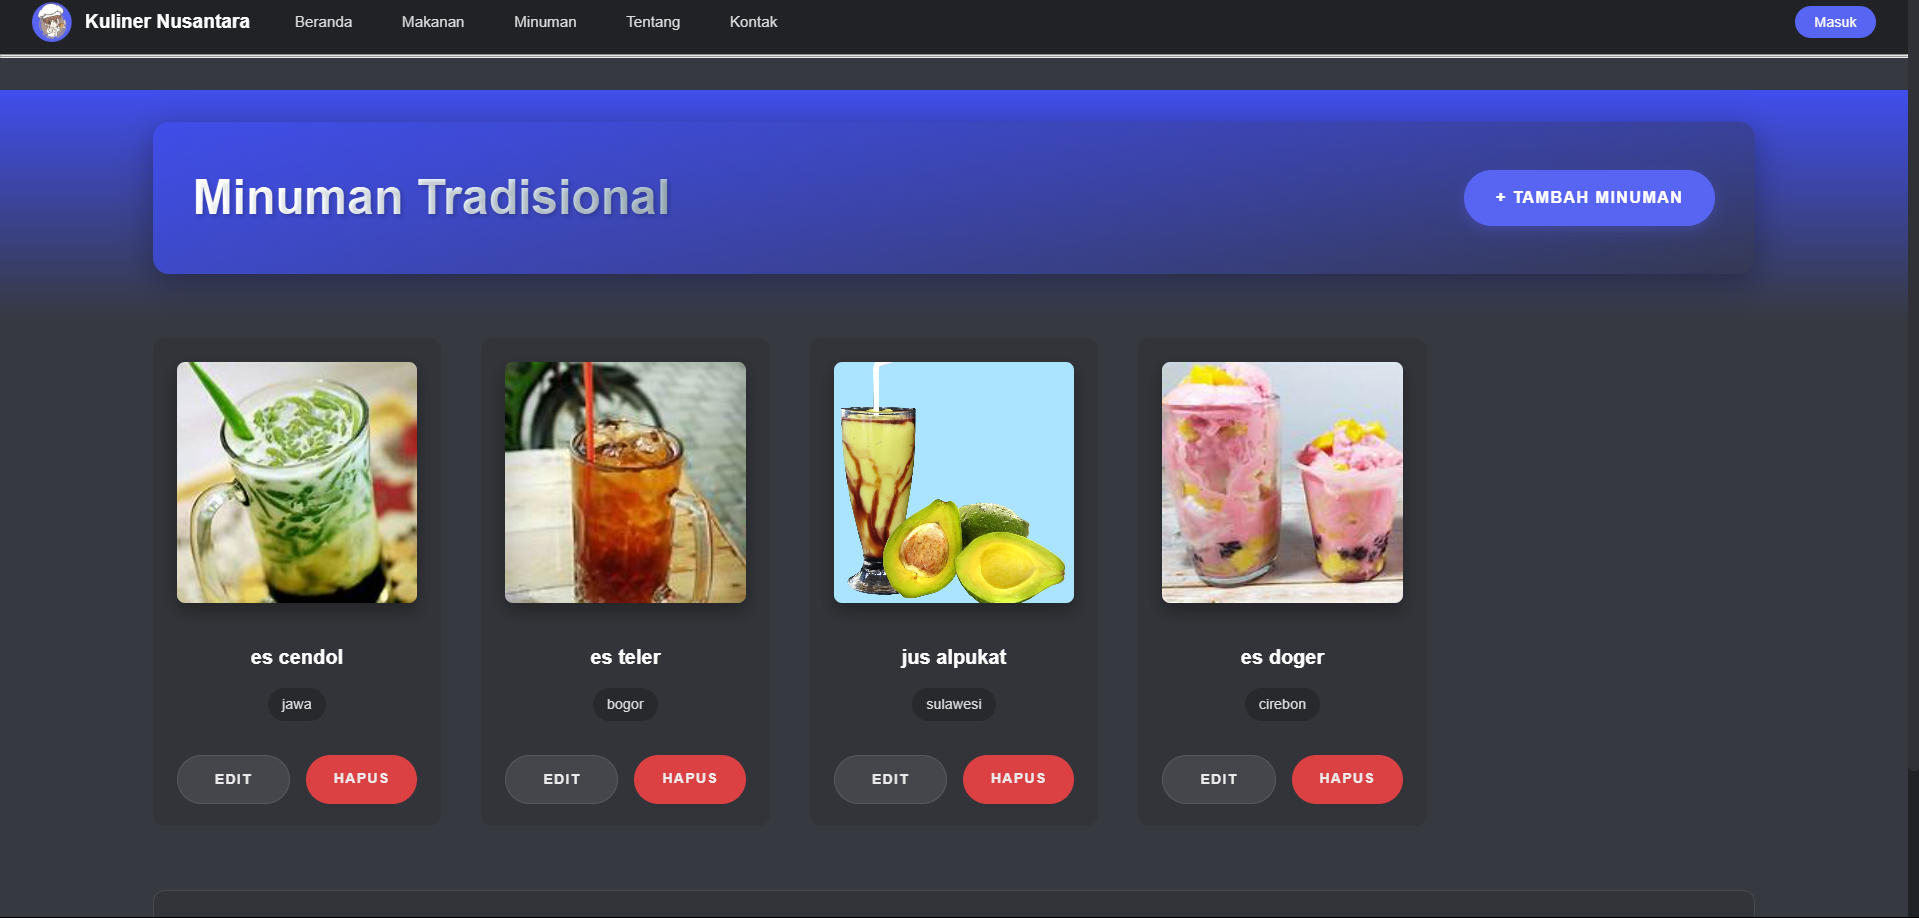 Kuliner Nusantara
Beranda
Makanan
Minuman
Tentang
Kontak
Masuk
Minuman Tradisional
+ TAMBAH MINUMAN
es cendol
jawa
EDIT
HAPUS
es teler
bogor
EDIT
HAPUS
jus alpukat
sulawesi
EDIT
HAPUS
es doger
cirebon
EDIT
HAPUS